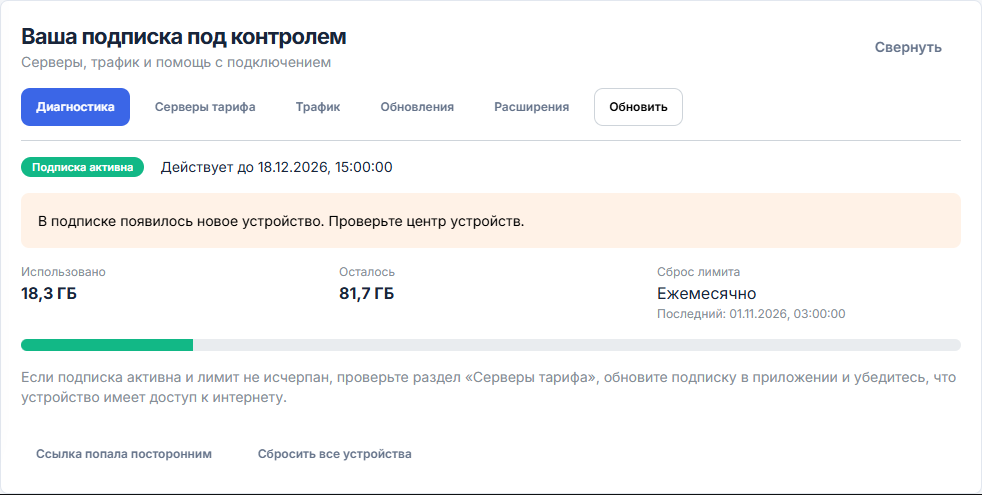 Ваша подписка под контролем
Серверы, трафик и помощь с подключением
Свернуть
Диагностика
Серверы тарифа
Трафик
Обновления
Расширения
Обновить
Подписка активна
Действует до 18.12.2026, 15:00:00
В подписке появилось новое устройство. Проверьте центр устройств.
Использовано
18,3 ГБ
Осталось
81,7 ГБ
Сброс лимита
Ежемесячно
Последний: 01.11.2026, 03:00:00
Если подписка активна и лимит не исчерпан, проверьте раздел «Серверы тарифа», обновите подписку в приложении и убедитесь, что
устройство имеет доступ к интернету.
Ссылка попала посторонним
Сбросить все устройства